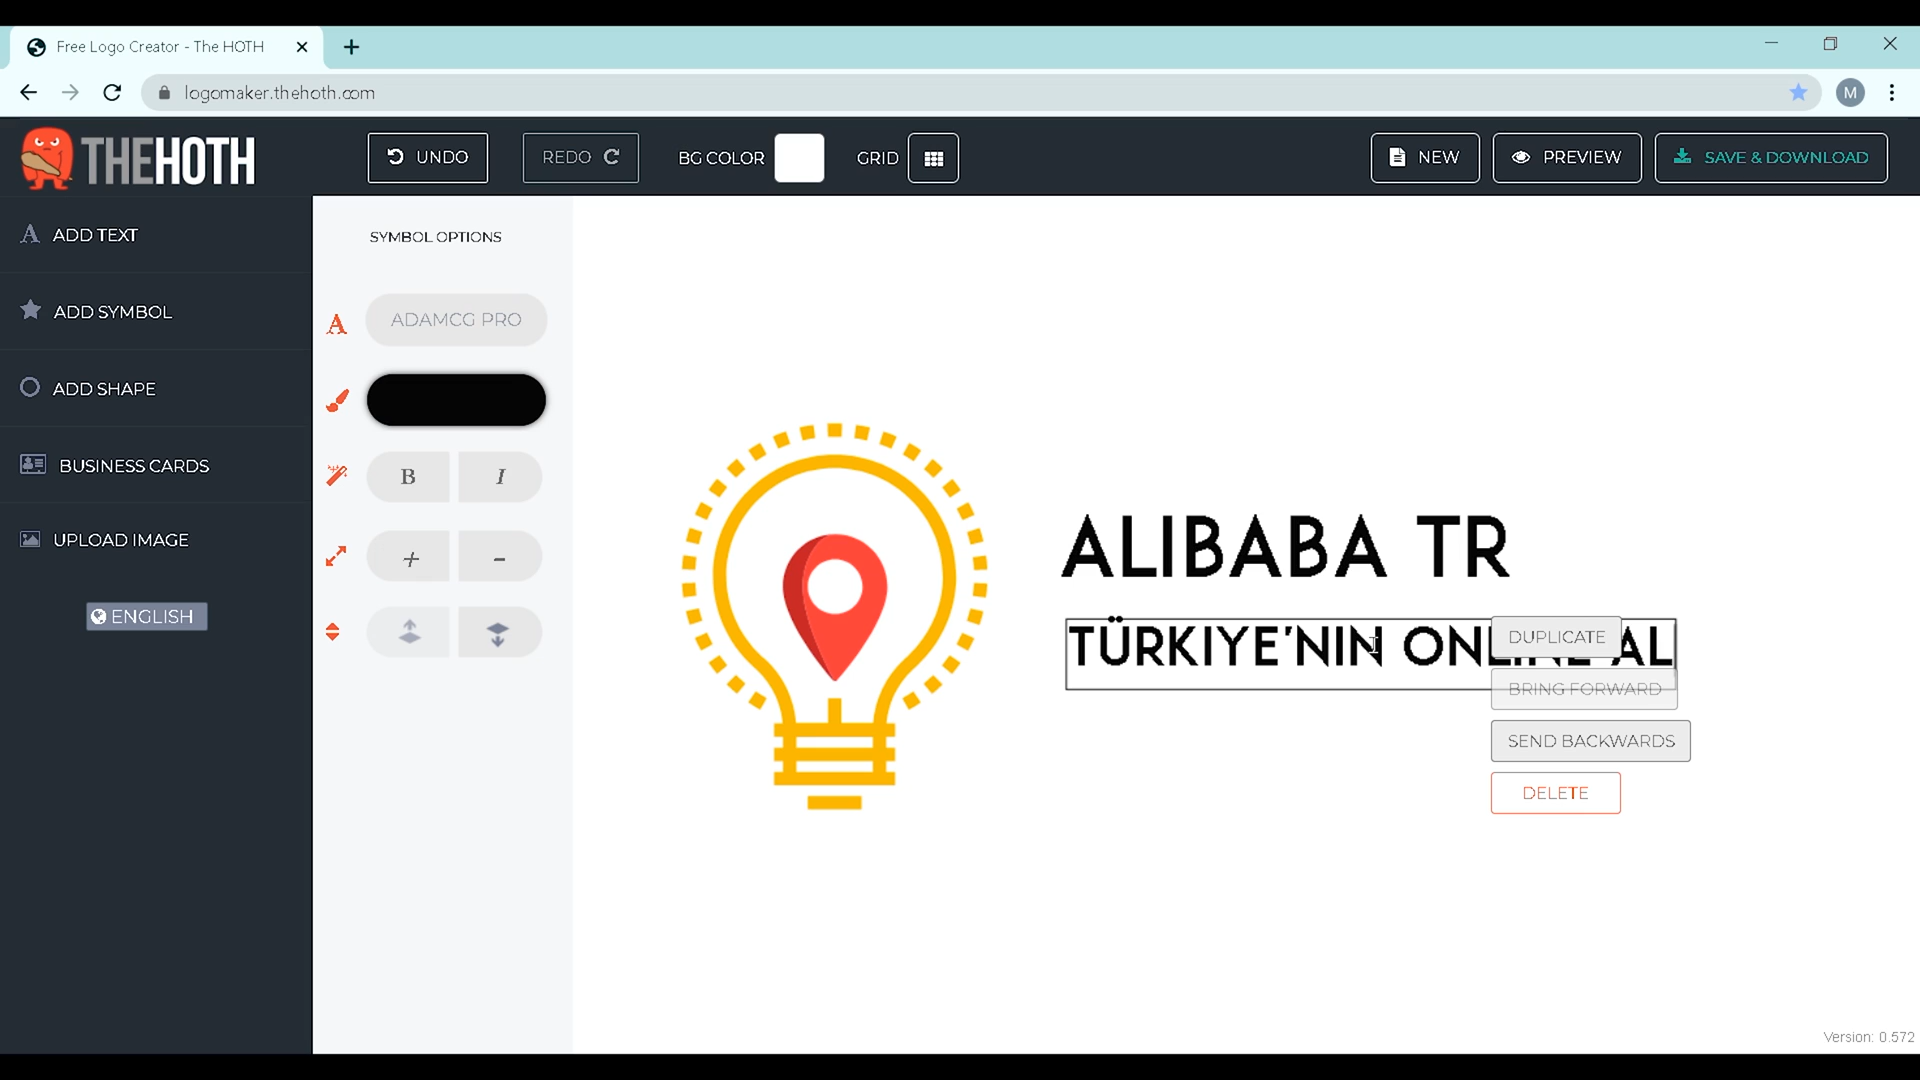 Free Logo Creator - The HOTH
logomaker.thehoth.com
M
THEHOTH
UNDO
REDO
BG COLOR
GRID
NEW
PREVIEW
SAVE & DOWNLOAD
ADD TEXT
ADD SYMBOL
ADD SHAPE
BUSINESS CARDS
UPLOAD IMAGE
ENGLISH
SYMBOL OPTIONS
A
ADAMCG PRO
B I
+ -
ALIBABA TR
TÜRKIYE'NIN ONLINE AL
DUPLICATE
BRING FORWARD
SEND BACKWARDS
DELETE
Version: 0.572